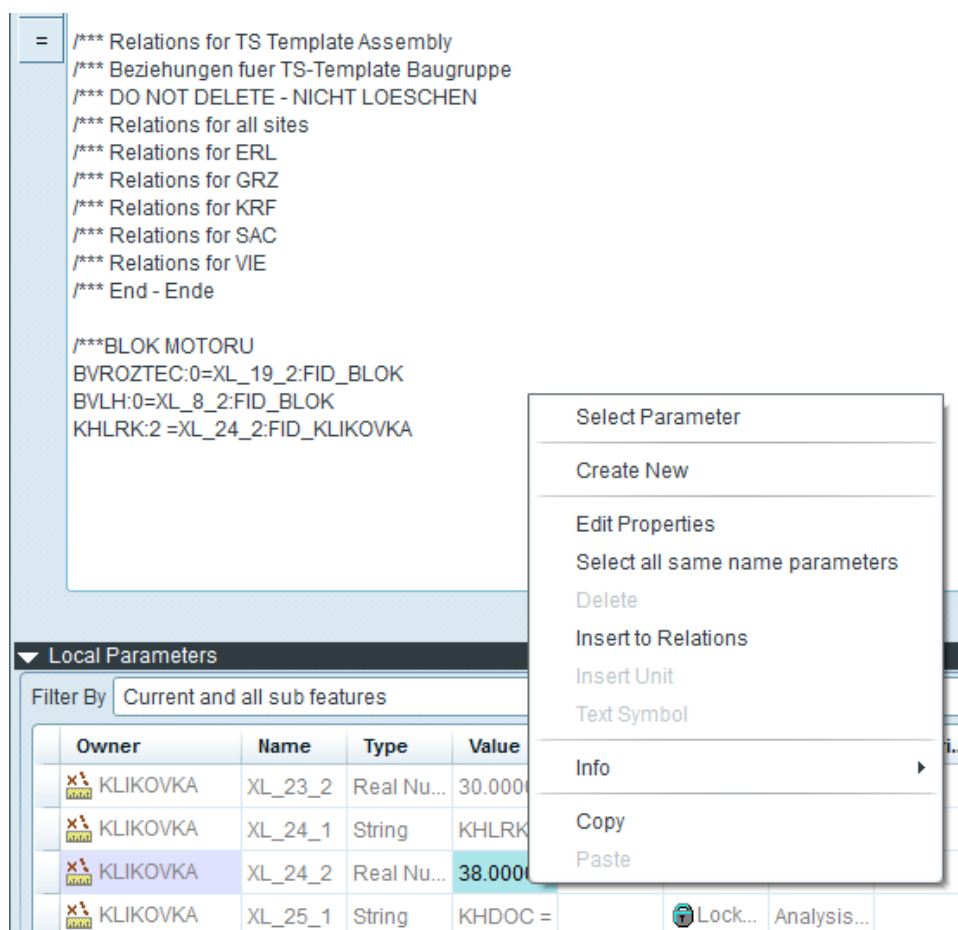 =
/*** Relations for TS Template Assembly
/*** Beziehungen fuer TS-Template Baugruppe
/*** DO NOT DELETE - NICHT LOESCHEN
/*** Relations for all sites
/*** Relations for ERL
/*** Relations for GRZ
/*** Relations for KRF
/*** Relations for SAC
/*** Relations for VIE
/*** End - Ende
/***BLOK MOTORU
BVROZTEC:0=XL_19_2:FID_BLOK
BVLH:0=XL_8_2:FID_BLOK
KHLRK:2 =XL_24_2:FID_KLIKOVKA
Select Parameter
Create New
Edit Properties
Select all same name parameters
Delete
Insert to Relations
Insert Unit
Text Symbol
Info
Copy
Paste
Local Parameters
Filter By Current and all sub features
Owner Name Type Value
KLIKOVKA XL_23_2 Real Nu... 30.000
KLIKOVKA XL_24_1 String KHLRK
KLIKOVKA XL_24_2 Real Nu... 38.000
KLIKOVKA XL_25_1 String KHDOC = Lock... Analysis...